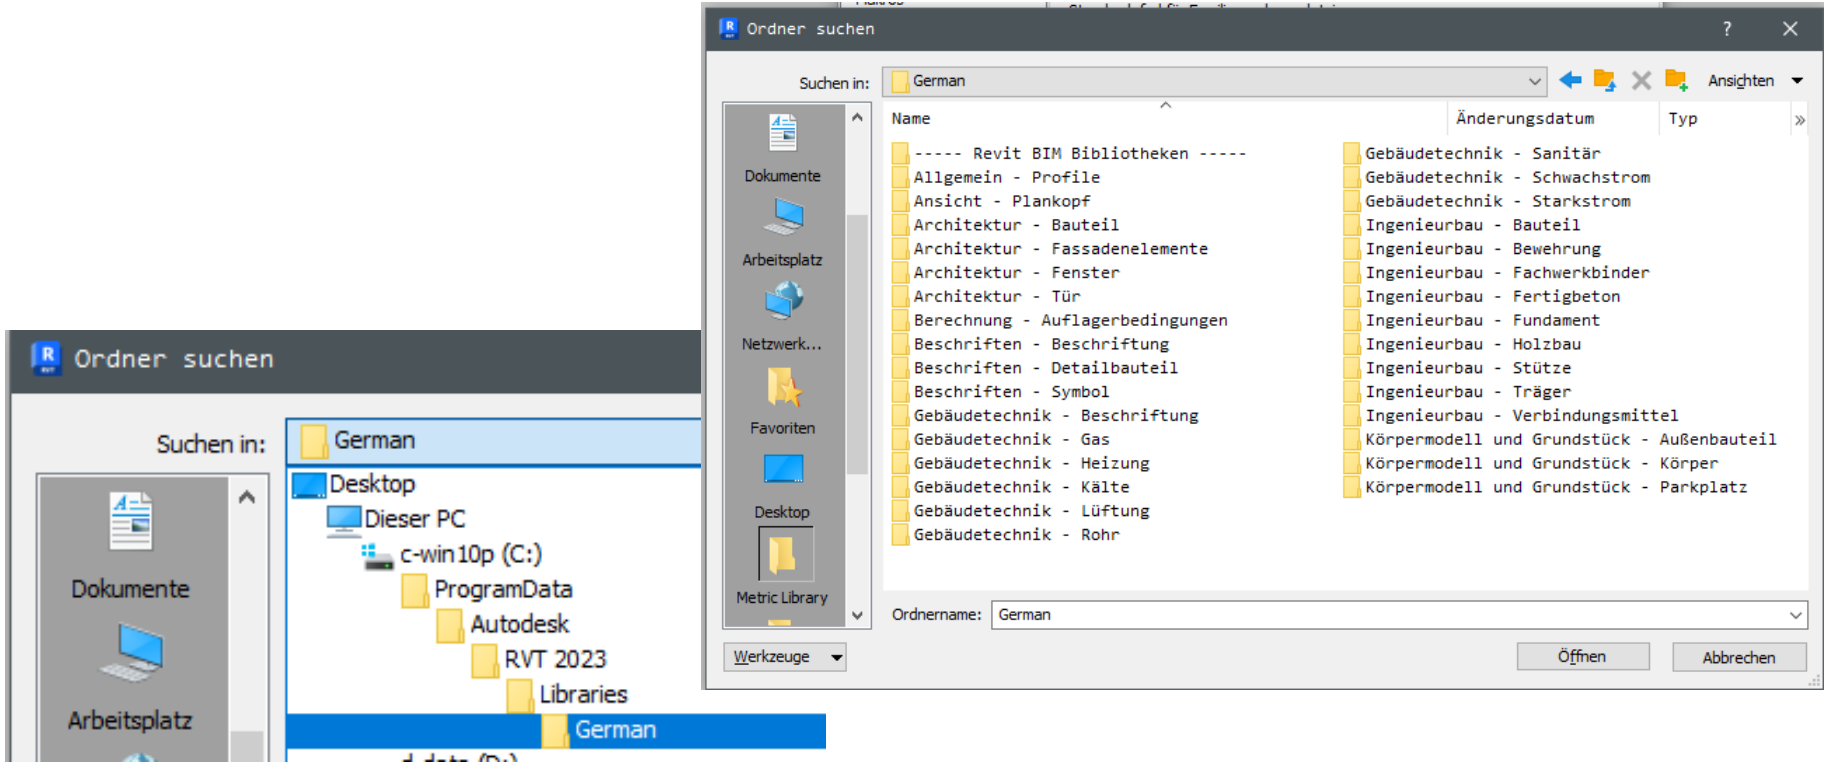 Ordner suchen
Suchen in:
German
Desktop
Dieser PC
c-win10p (C:)
ProgramData
Autodesk
RVT 2023
Libraries
German
Dokumente
Arbeitsplatz
Ordner suchen
Suchen in:
German
Ansichten
Name
Änderungsdatum
Typ
Dokumente
Arbeitsplatz
Netzwerk...
Favoriten
Desktop
Metric Library
----- Revit BIM Bibliotheken -----
Allgemein - Profile
Ansicht - Plankopf
Architektur - Bauteil
Architektur - Fassadenelemente
Architektur - Fenster
Architektur - Tür
Berechnung - Auflagerbedingungen
Beschriften - Beschriftung
Beschriften - Detailbauteil
Beschriften - Symbol
Gebäudetechnik - Beschriftung
Gebäudetechnik - Gas
Gebäudetechnik - Heizung
Gebäudetechnik - Kälte
Gebäudetechnik - Lüftung
Gebäudetechnik - Rohr
Gebäudetechnik - Sanitär
Gebäudetechnik - Schwachstrom
Gebäudetechnik - Starkstrom
Ingenieurbau - Bauteil
Ingenieurbau - Bewehrung
Ingenieurbau - Fachwerkbinder
Ingenieurbau - Fertigbeton
Ingenieurbau - Fundament
Ingenieurbau - Holzbau
Ingenieurbau - Stütze
Ingenieurbau - Träger
Ingenieurbau - Verbindungsmittel
Körpermodell und Grundstück - Außenbauteil
Körpermodell und Grundstück - Körper
Körpermodell und Grundstück - Parkplatz
Ordnername:
German
Werkzeuge
Öffnen
Abbrechen